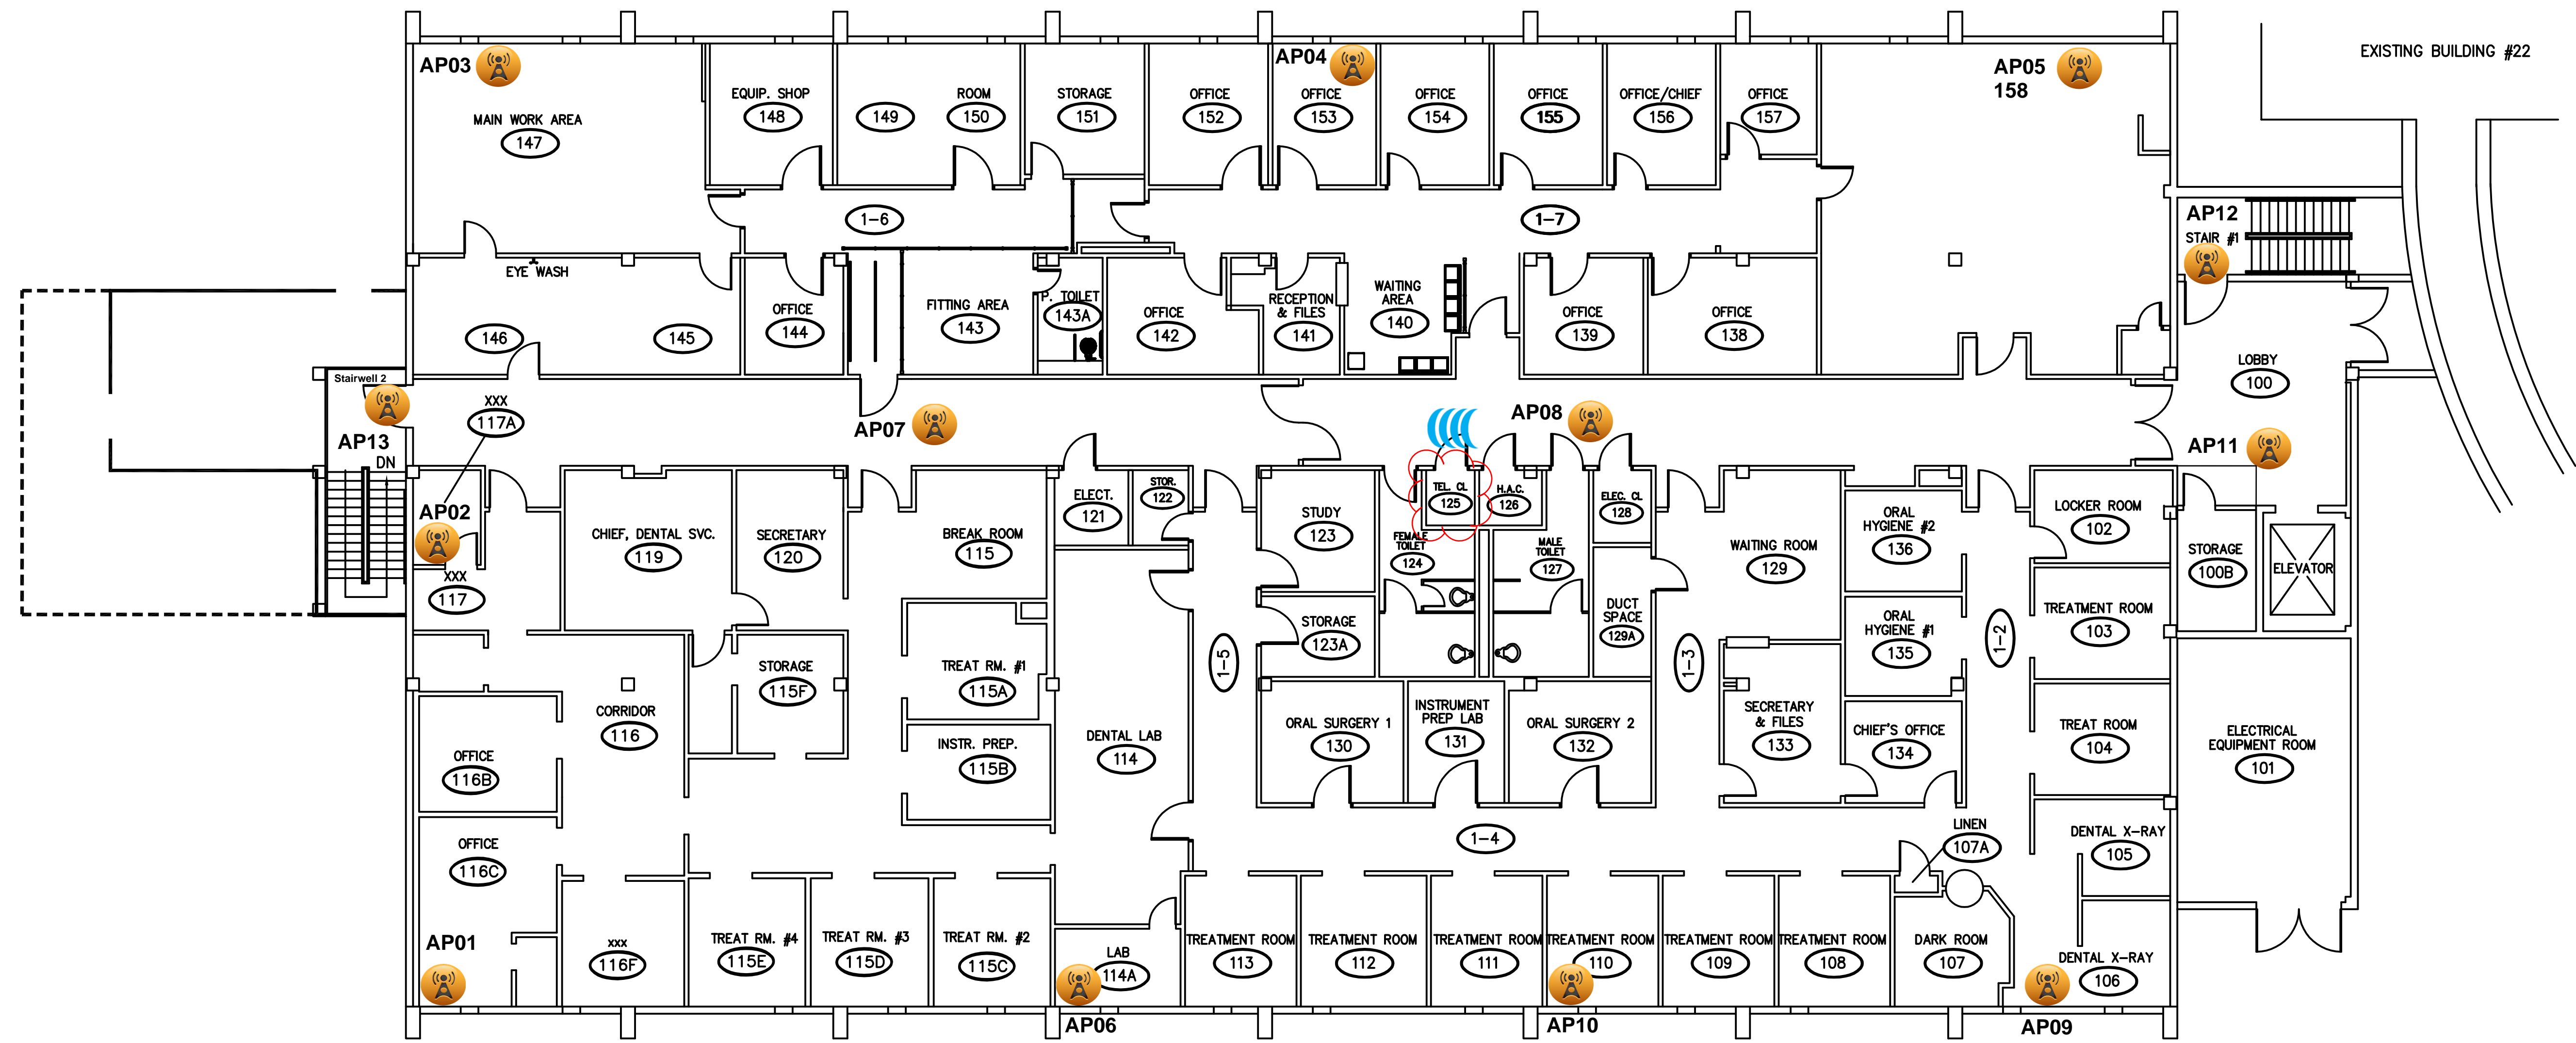 EXISTING BUILDING #22
AP03
AP04
AP05
158
EQUIP. SHOP
148
149
ROOM
150
STORAGE
151
OFFICE
152
OFFICE
153
OFFICE
154
OFFICE
155
OFFICE/CHIEF
156
OFFICE
157
MAIN WORK AREA
147
1-6
1-7
AP12
STAIR #1
EYE WASH
146
145
OFFICE
144
FITTING AREA
143
P. TOILET
143A
OFFICE
142
RECEPTION
& FILES
141
WAITING
AREA
140
OFFICE
139
OFFICE
138
LOBBY
100
Stairwell 2
XXX
117A
AP13
DN
AP07
AP08
AP11
AP02
XXX
117
CHIEF, DENTAL SVC.
119
SECRETARY
120
BREAK ROOM
115
ELECT.
121
STOR.
122
STUDY
123
TEL. CL
125
H.A.C.
126
ELEC. CL
128
FEMALE
TOILET
124
MALE
TOILET
127
WAITING ROOM
129
ORAL
HYGIENE #2
136
LOCKER ROOM
102
STORAGE
100B
ELEVATOR
STORAGE
123A
DUCT
SPACE
129A
ORAL
HYGIENE #1
135
TREATMENT ROOM
103
1-5
1-3
1-2
TREAT RM. #1
115A
STORAGE
115F
CORRIDOR
116
OFFICE
116B
INSTR. PREP.
115B
DENTAL LAB
114
ORAL SURGERY 1
130
INSTRUMENT
PREP LAB
131
ORAL SURGERY 2
132
SECRETARY
& FILES
133
CHIEF'S OFFICE
134
TREAT ROOM
104
ELECTRICAL
EQUIPMENT ROOM
101
OFFICE
116C
1-4
LINEN
107A
DENTAL X-RAY
105
AP01
xxx
116F
TREAT RM. #4
115E
TREAT RM. #3
115D
TREAT RM. #2
115C
LAB
114A
TREATMENT ROOM
113
TREATMENT ROOM
112
TREATMENT ROOM
111
TREATMENT ROOM
110
TREATMENT ROOM
109
TREATMENT ROOM
108
DARK ROOM
107
DENTAL X-RAY
106
AP06
AP10
AP09